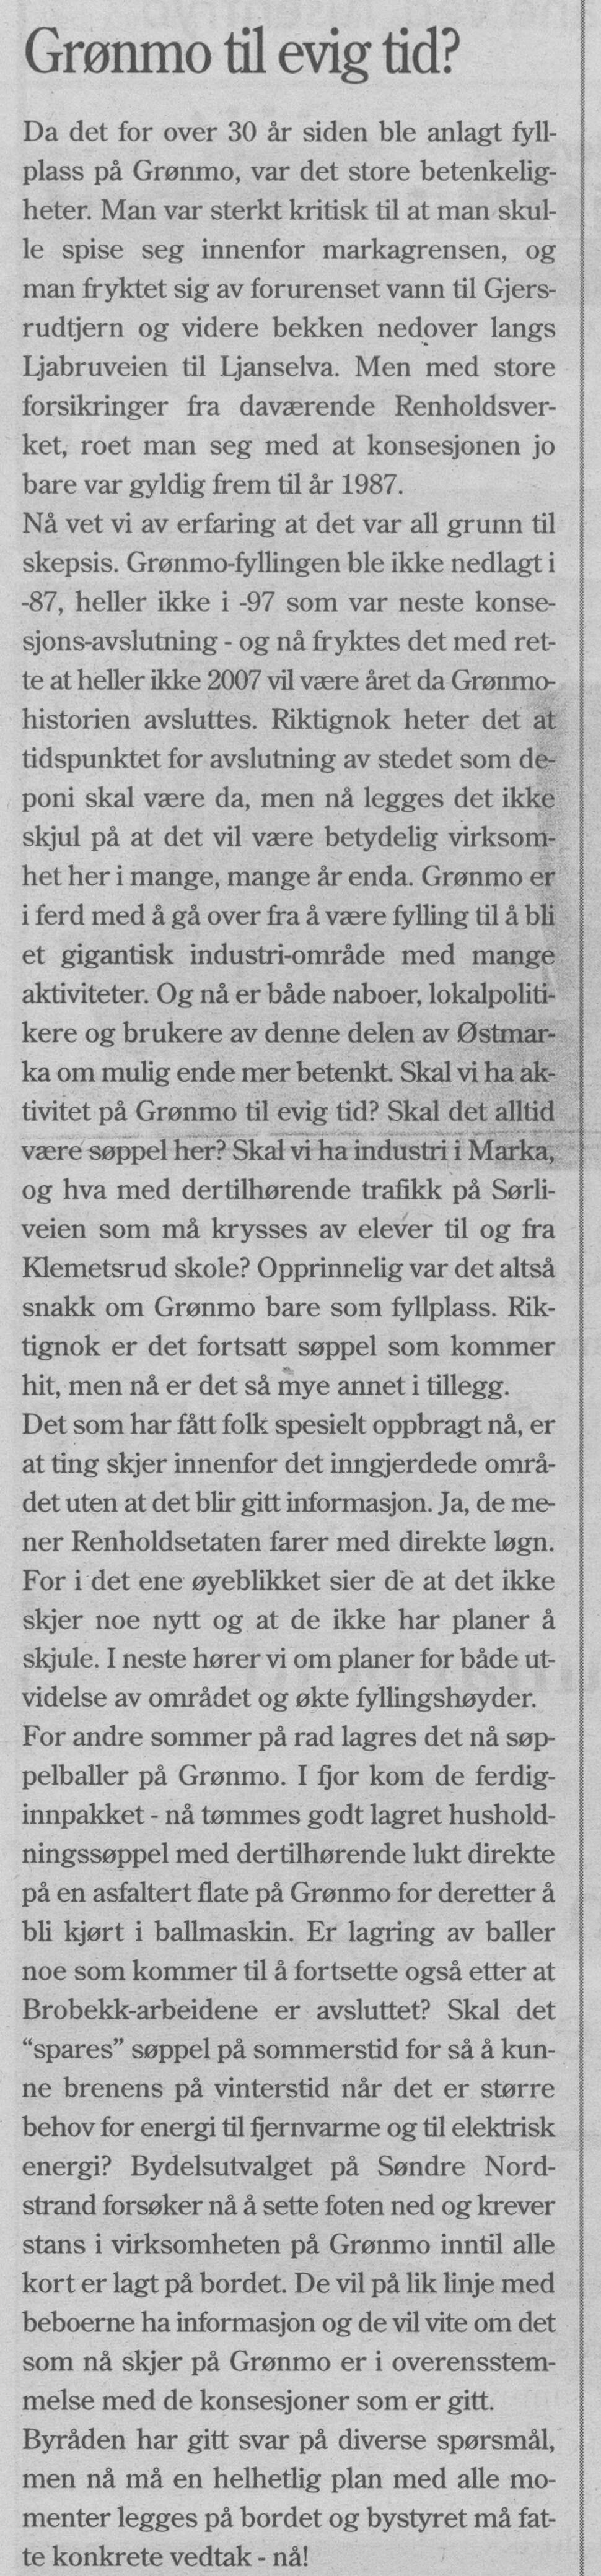 Grønmo til evig tid?
Da det for over 30 år siden ble anlagt fyll-
plass på Grønmo, var det store betenkelig-
heter. Man var sterkt kritisk til at man skul-
le spise seg innenfor markagrensen, og
man fryktet sig av forurenset vann til Gjers-
rudtjern og videre bekken nedover langs
Ljabruveien til Ljanselva. Men med store
forsikringer fra daværende Renholdsver-
ket, roet man seg med at konsesjonen jo
bare var gyldig frem til år 1987.
Nå vet vi av erfaring at det var all grunn til
skepsis. Grønmo-fyllingen ble ikke nedlagt i
-87, heller ikke i -97 som var neste konse-
sjons-avslutning - og nå fryktes det med ret-
te at heller ikke 2007 vil være året da Grønmo-
historien avsluttes. Riktignok heter det at
tidspunktet for avslutning av stedet som de-
poni skal være da, men nå legges det ikke
skjul på at det vil være betydelig virksom-
het her i mange, mange år enda. Grønmo er
i ferd med å gå over fra å være fylling til å bli
et gigantisk industri-område med mange
aktiviteter. Og nå er både naboer, lokalpoliti-
kere og brukere av denne delen av Østmar-
ka om mulig ende mer betenkt. Skal vi ha ak-
tivitet på Grønmo til evig tid? Skal det alltid
være søppel her? Skal vi ha industri i Marka,
og hva med dertilhørende trafikk på Sørli-
veien som må krysses av elever til og fra
Klemetsrud skole? Opprinnelig var det altså
snakk om Grønmo bare som fyllplass. Rik-
tignok er det fortsatt søppel som kommer
hit, men nå er det så mye annet i tillegg.
Det som har fått folk spesielt oppbragt nå, er
at ting skjer innenfor det inngjerdede områ-
det uten at det blir gitt informasjon. Ja, de me-
ner Renholdsetaten farer med direkte løgn.
For i det ene øyeblikket sier de at det ikke
skjer noe nytt og at de ikke har planer å
skjule. I neste hører vi om planer for både ut-
videlse av området og økte fyllingshøyder.
For andre sommer på rad lagres det nå søp-
pelballer på Grønmo. I fjor kom de ferdig-
innpakket - nå tømmes godt lagret hushold-
ningssøppel med dertilhørende lukt direkte
på en asfaltert flate på Grønmo for deretter å
bli kjørt i ballmaskin. Er lagring av baller
noe som kommer til å fortsette også etter at
Brobekk-arbeidene er avsluttet? Skal det
“spares” søppel på sommerstid for så å kun-
ne brenens på vinterstid når det er større
behov for energi til fjernvarme og til elektrisk
energi? Bydelsutvalget på Søndre Nord-
strand forsøker nå å sette foten ned og krever
stans i virksomheten på Grønmo inntil alle
kort er lagt på bordet. De vil på lik linje med
beboerne ha informasjon og de vil vite om det
som nå skjer på Grønmo er i overensstem-
melse med de konsesjoner som er gitt.
Byråden har gitt svar på diverse spørsmål,
men nå må en helhetlig plan med alle mo-
menter legges på bordet og bystyret må fat-
te konkrete vedtak - nå!